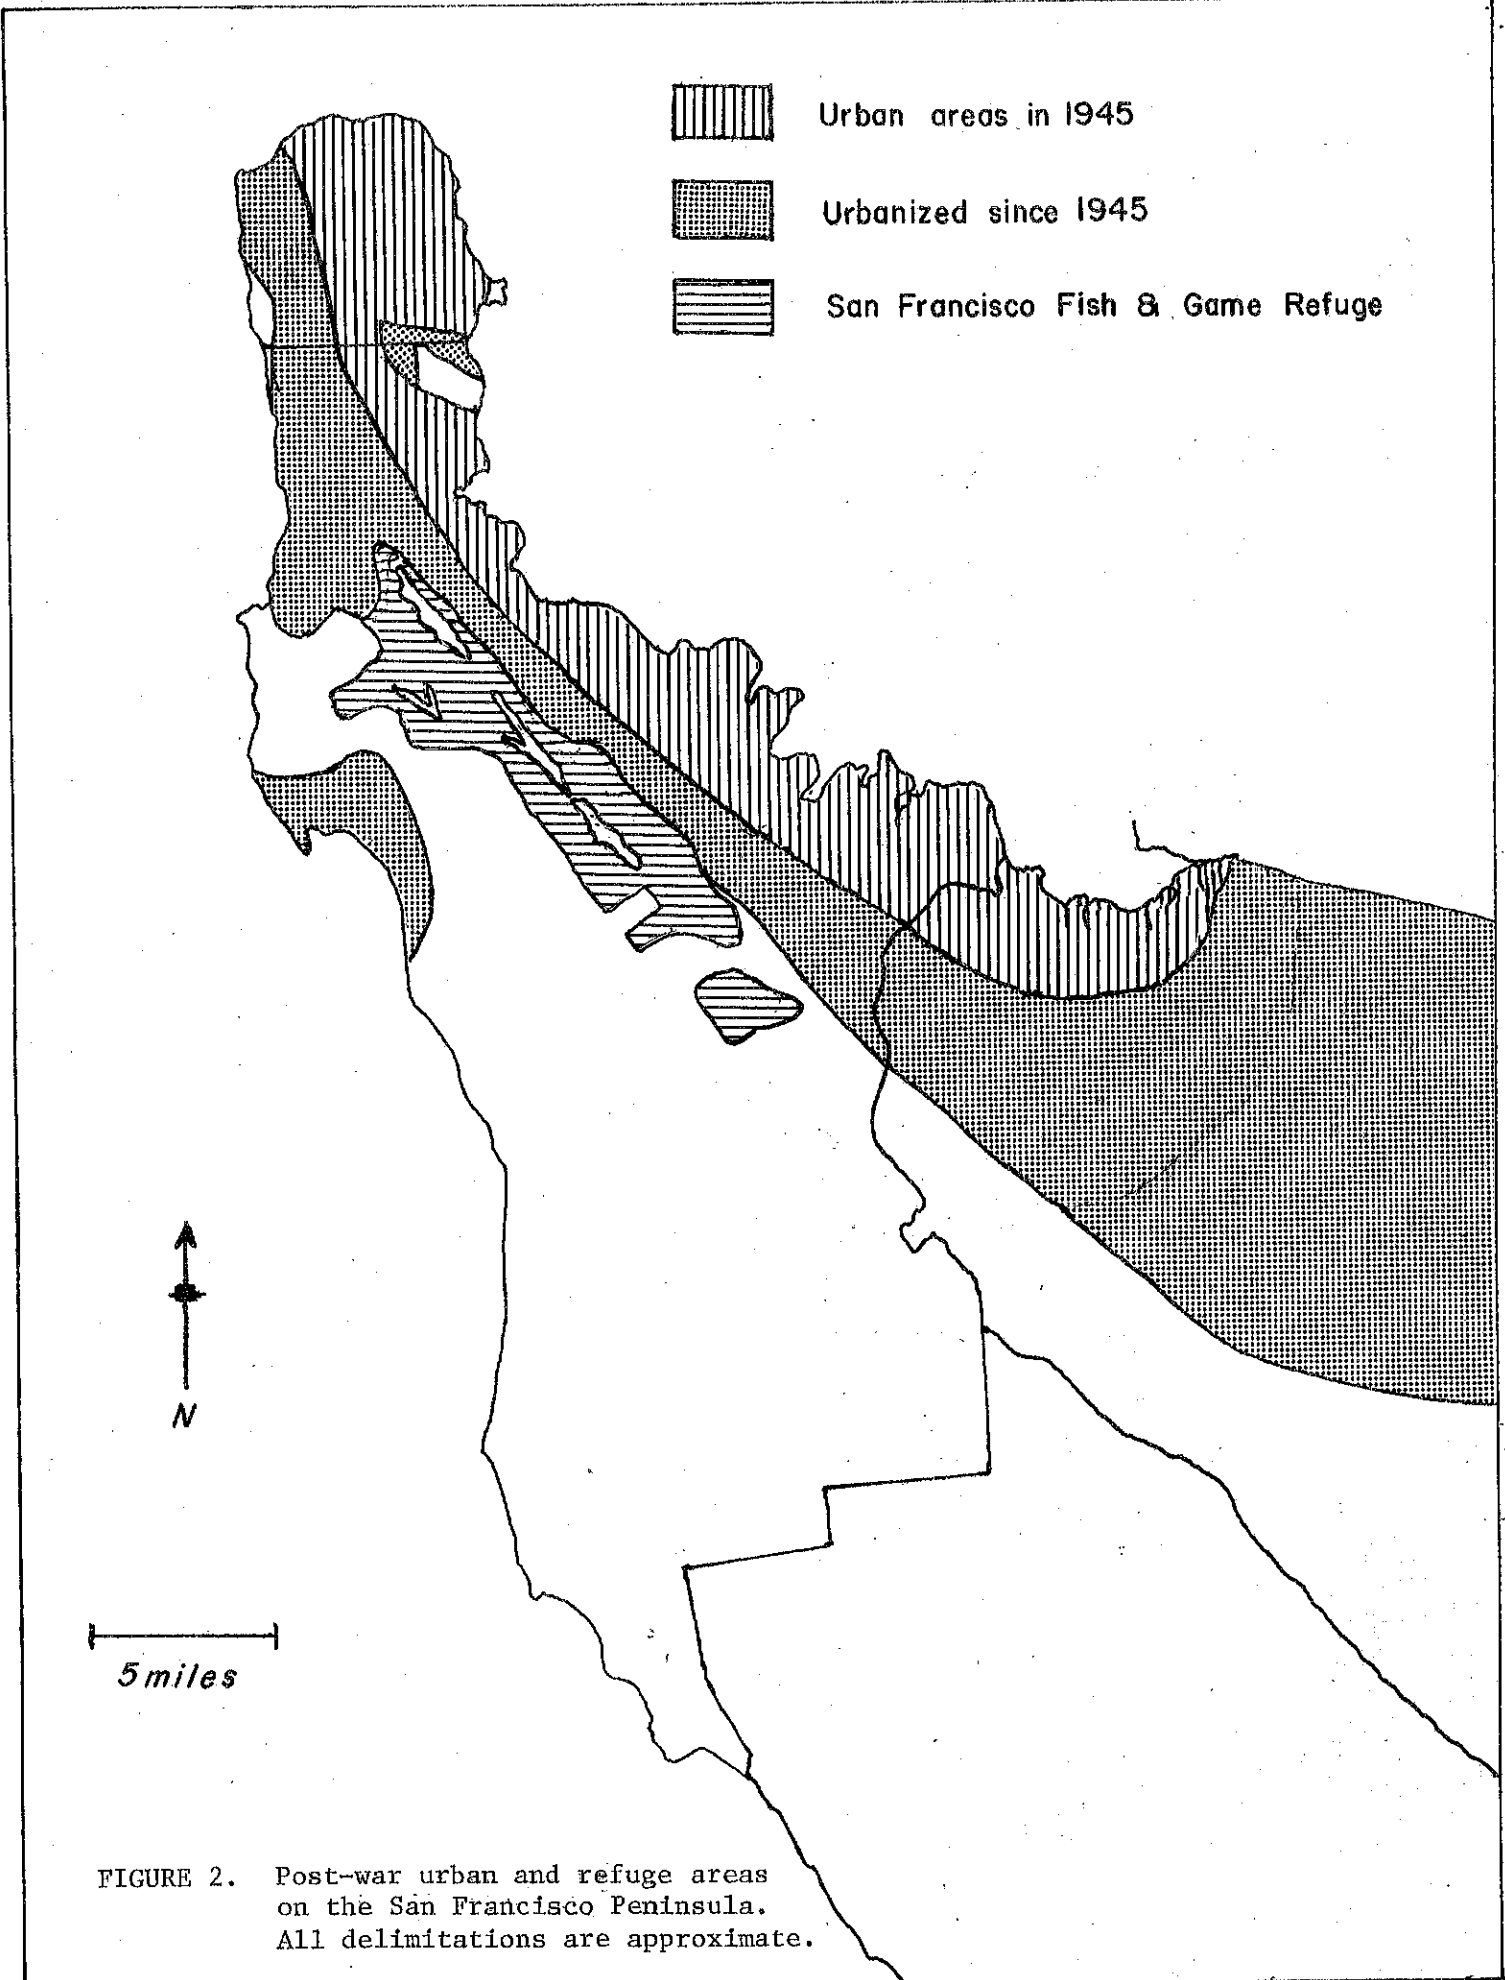 Urban areas in 1945
Urbanized since 1945
San Francisco Fish & Game Refuge
N
5 miles
FIGURE 2. Post-war urban and refuge areas
on the San Francisco Peninsula.
All delimitations are approximate.